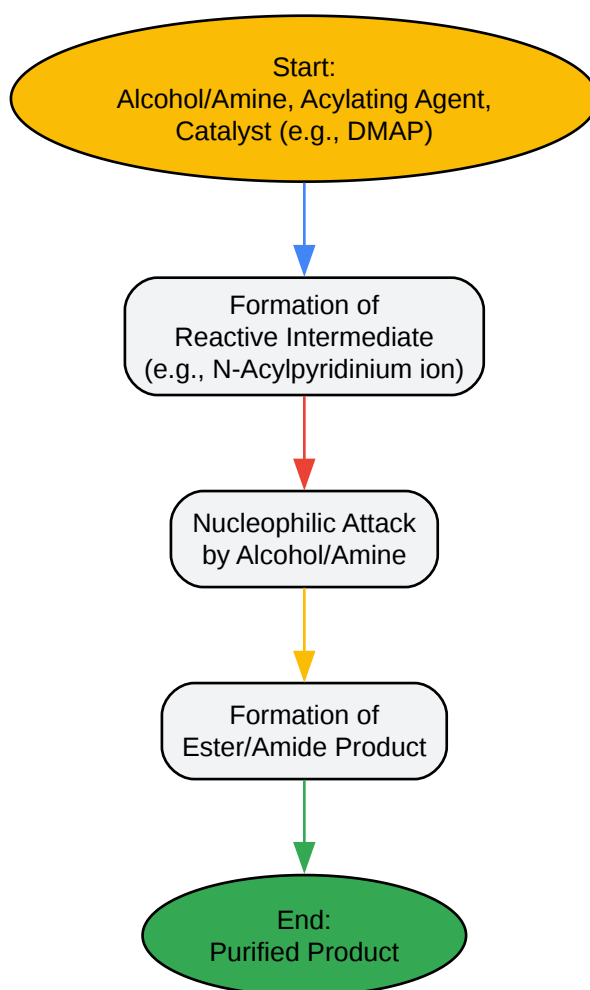 Start:
Alcohol/Amine, Acylating Agent,
Catalyst (e.g., DMAP)
Formation of
Reactive Intermediate
(e.g., N-Acylpyridinium ion)
Nucleophilic Attack
by Alcohol/Amine
Formation of
Ester/Amide Product
End:
Purified Product